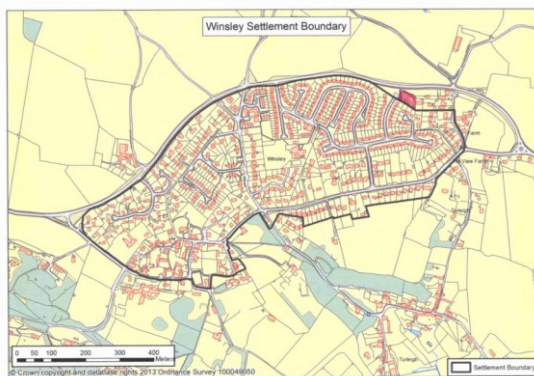 Winsley Settlement Boundary
Farm
View Farm
Winsley
Turleigh
0 50 100 200 300 400
Meters
© Crown copyright and database rights 2013 Ordnance Survey 100049050
Settlement Boundary